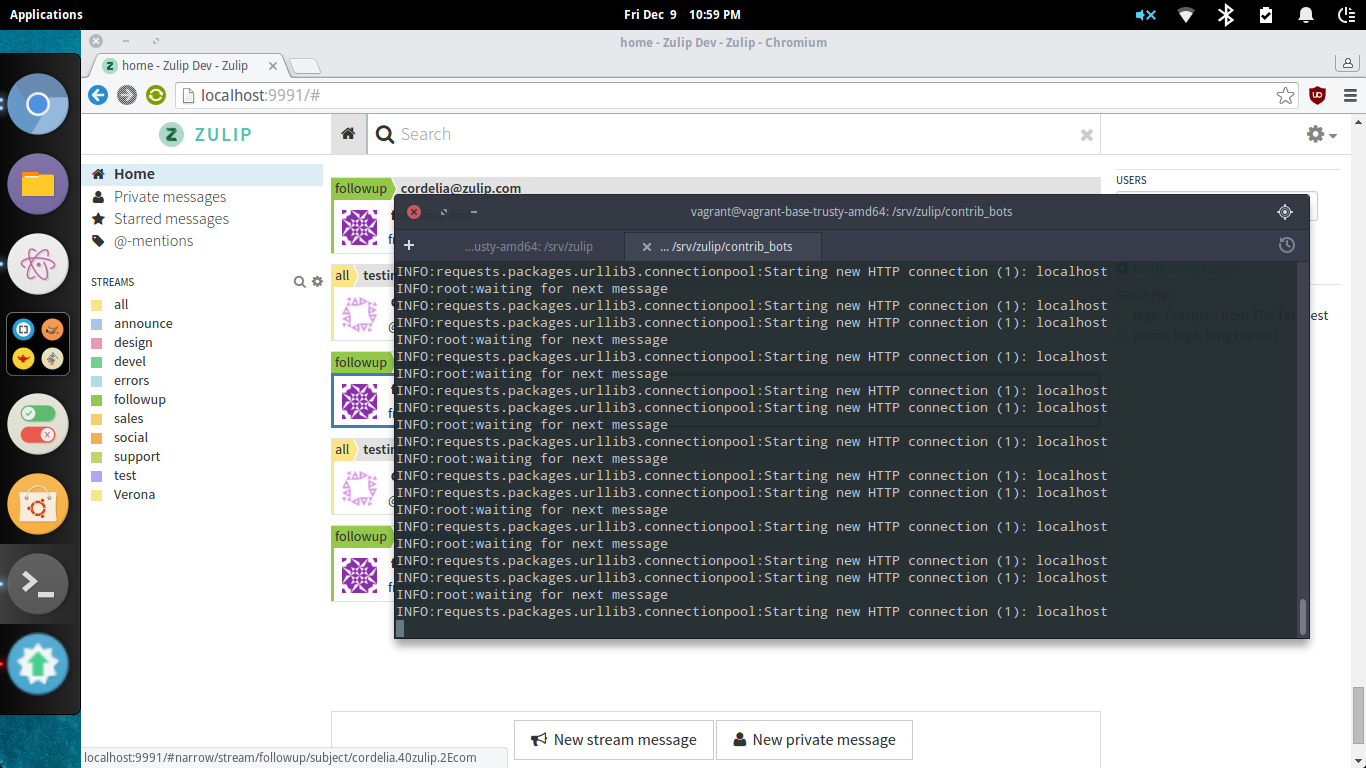 Applications
Fri Dec 9 10:59 PM
home - Zulip Dev - Zulip - Chromium
home - Zulip Dev - Zulip
localhost:9991/#
ZULIP
Search
Home
Private messages
Starred messages
@-mentions
STREAMS
all
announce
design
devel
errors
followup
sales
social
support
test
Verona
followup
cordelia@zulip.com
all
followup
all
followup
USERS
GROUP PMs
Iago, Prospero from The Tempest
aaron, Iago, King Hamlet
vagrant@vagrant-base-trusty-amd64: /srv/zulip/contrib_bots
...usty-amd64: /srv/zulip
... /srv/zulip/contrib_bots
INFO:requests.packages.urllib3.connectionpool:Starting new HTTP connection (1): localhost
INFO:root:waiting for next message
INFO:requests.packages.urllib3.connectionpool:Starting new HTTP connection (1): localhost
INFO:requests.packages.urllib3.connectionpool:Starting new HTTP connection (1): localhost
INFO:root:waiting for next message
INFO:requests.packages.urllib3.connectionpool:Starting new HTTP connection (1): localhost
INFO:root:waiting for next message
INFO:requests.packages.urllib3.connectionpool:Starting new HTTP connection (1): localhost
INFO:requests.packages.urllib3.connectionpool:Starting new HTTP connection (1): localhost
INFO:root:waiting for next message
INFO:requests.packages.urllib3.connectionpool:Starting new HTTP connection (1): localhost
INFO:root:waiting for next message
INFO:requests.packages.urllib3.connectionpool:Starting new HTTP connection (1): localhost
INFO:requests.packages.urllib3.connectionpool:Starting new HTTP connection (1): localhost
INFO:root:waiting for next message
INFO:requests.packages.urllib3.connectionpool:Starting new HTTP connection (1): localhost
INFO:root:waiting for next message
INFO:requests.packages.urllib3.connectionpool:Starting new HTTP connection (1): localhost
INFO:requests.packages.urllib3.connectionpool:Starting new HTTP connection (1): localhost
INFO:root:waiting for next message
INFO:requests.packages.urllib3.connectionpool:Starting new HTTP connection (1): localhost
New stream message
New private message
localhost:9991/#narrow/stream/followup/subject/cordelia.40zulip.2Ecom